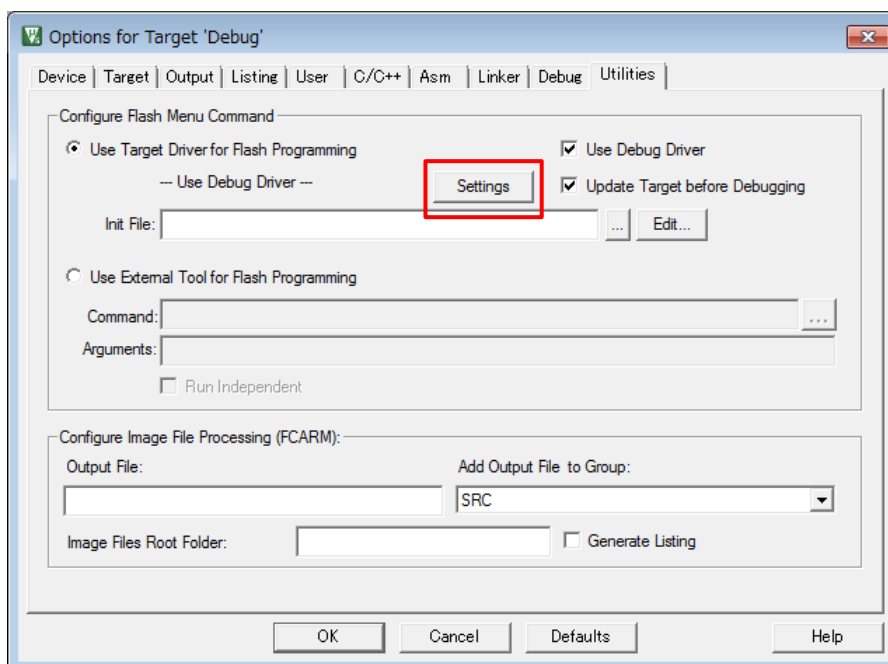 Options for Target 'Debug'
Device Target Output Listing User C/C++ Asm Linker Debug Utilities
Configure Flash Menu Command
Use Target Driver for Flash Programming Use Debug Driver
--- Use Debug Driver --- Settings Update Target before Debugging
Init File: ... Edit...
Use External Tool for Flash Programming
Command: ...
Arguments:
Run Independent
Configure Image File Processing (FCARM):
Output File: Add Output File to Group:
SRC
Image Files Root Folder: Generate Listing
OK Cancel Defaults Help